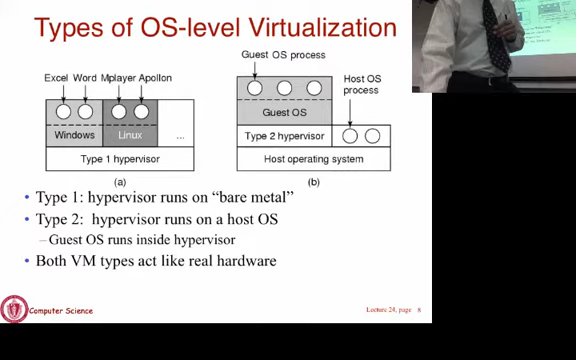 Types of OS-level Virtualization
Guest OS process
Excel Word Mplayer Apollon
Host OS process
Guest OS
Windows Linux ...
Type 2 hypervisor
Type 1 hypervisor
Host operating system
(a)
(b)
• Type 1: hypervisor runs on “bare metal”
• Type 2: hypervisor runs on a host OS
– Guest OS runs inside hypervisor
• Both VM types act like real hardware
Computer Science
Lecture 24, page 8